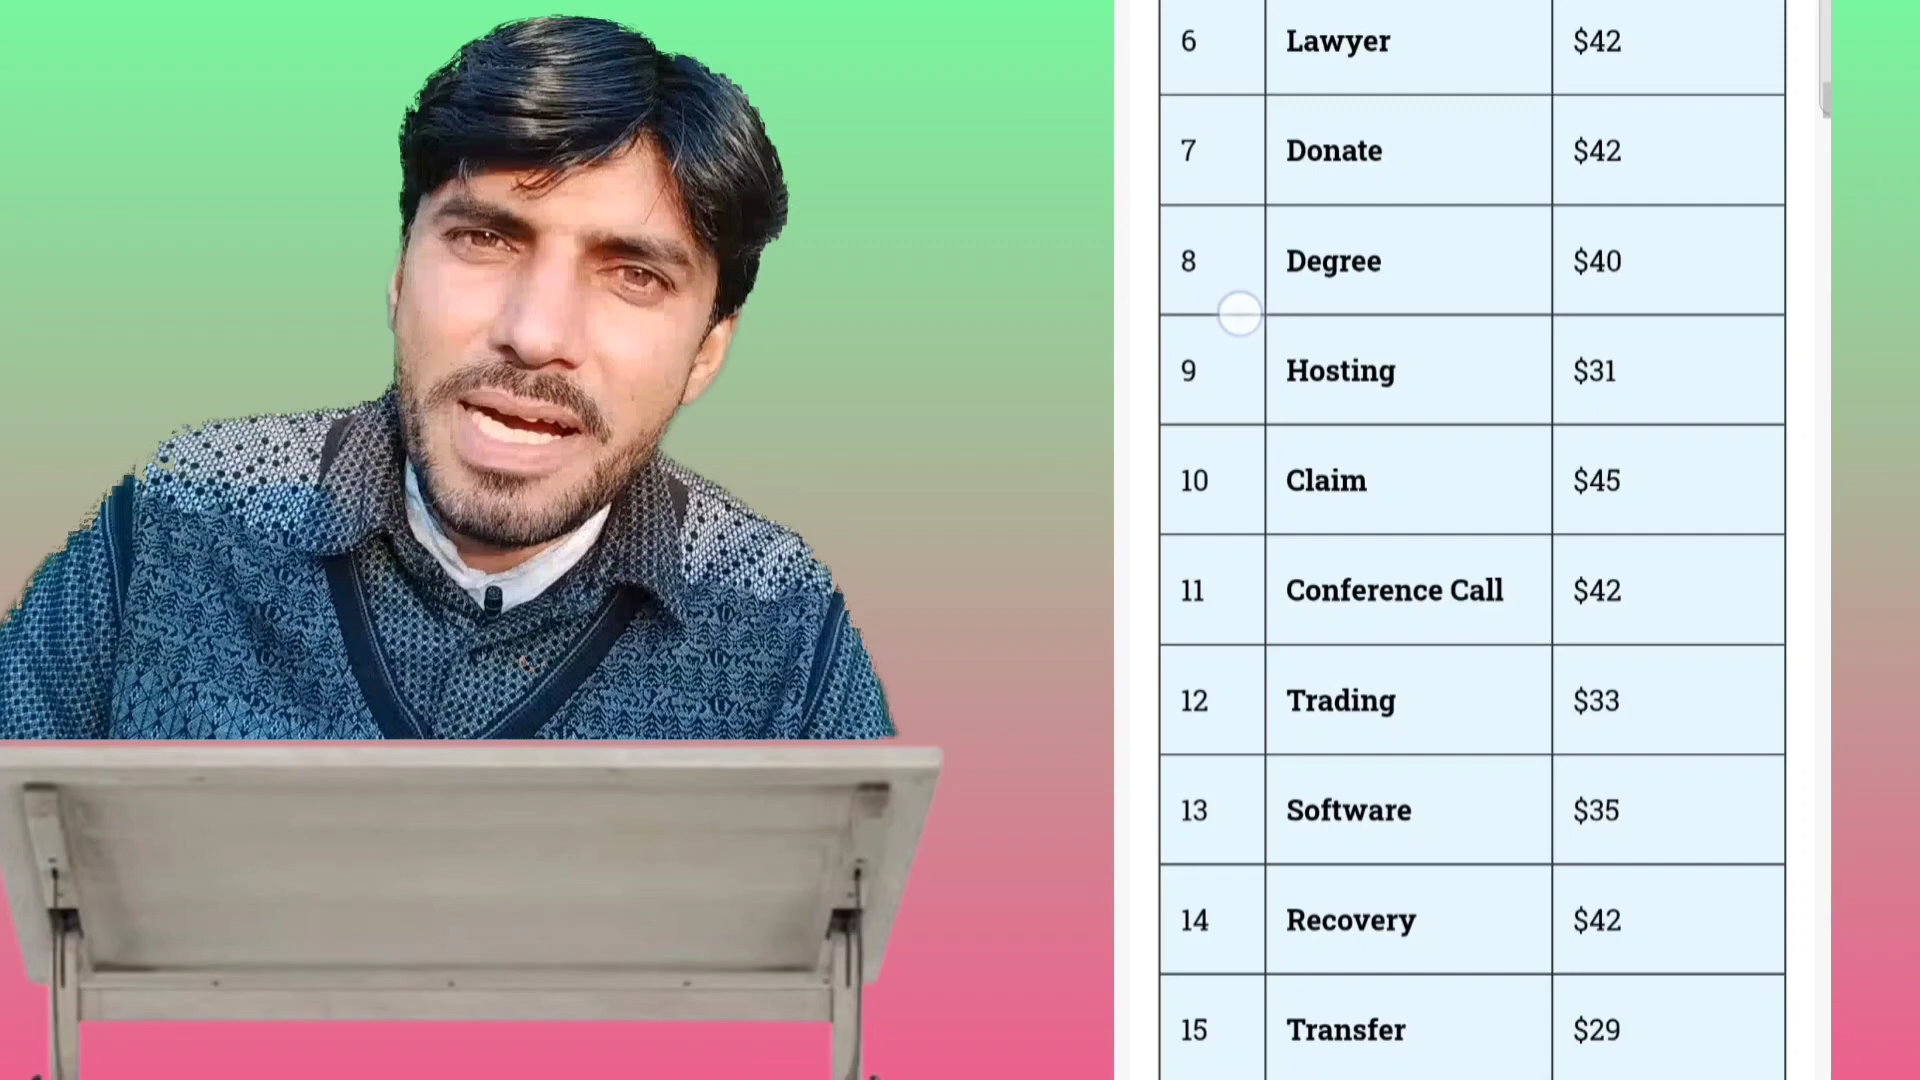 6 Lawyer $42
7 Donate $42
8 Degree $40
9 Hosting $31
10 Claim $45
11 Conference Call $42
12 Trading $33
13 Software $35
14 Recovery $42
15 Transfer $29